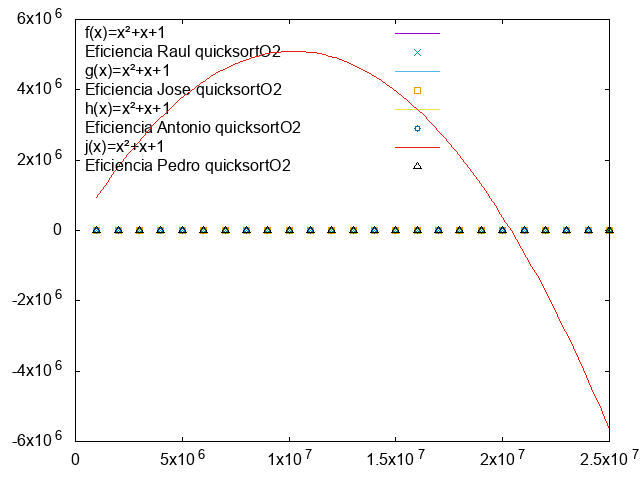 6x10⁶
4x10⁶
2x10⁶
0
-2x10⁶
-4x10⁶
-6x10⁶
f(x)=x²+x+1
Eficiencia Raul quicksortO2
g(x)=x²+x+1
Eficiencia Jose quicksortO2
h(x)=x²+x+1
Eficiencia Antonio quicksortO2
j(x)=x²+x+1
Eficiencia Pedro quicksortO2
0 5x10⁶ 1x10⁷ 1.5x10⁷ 2x10⁷ 2.5x10⁷